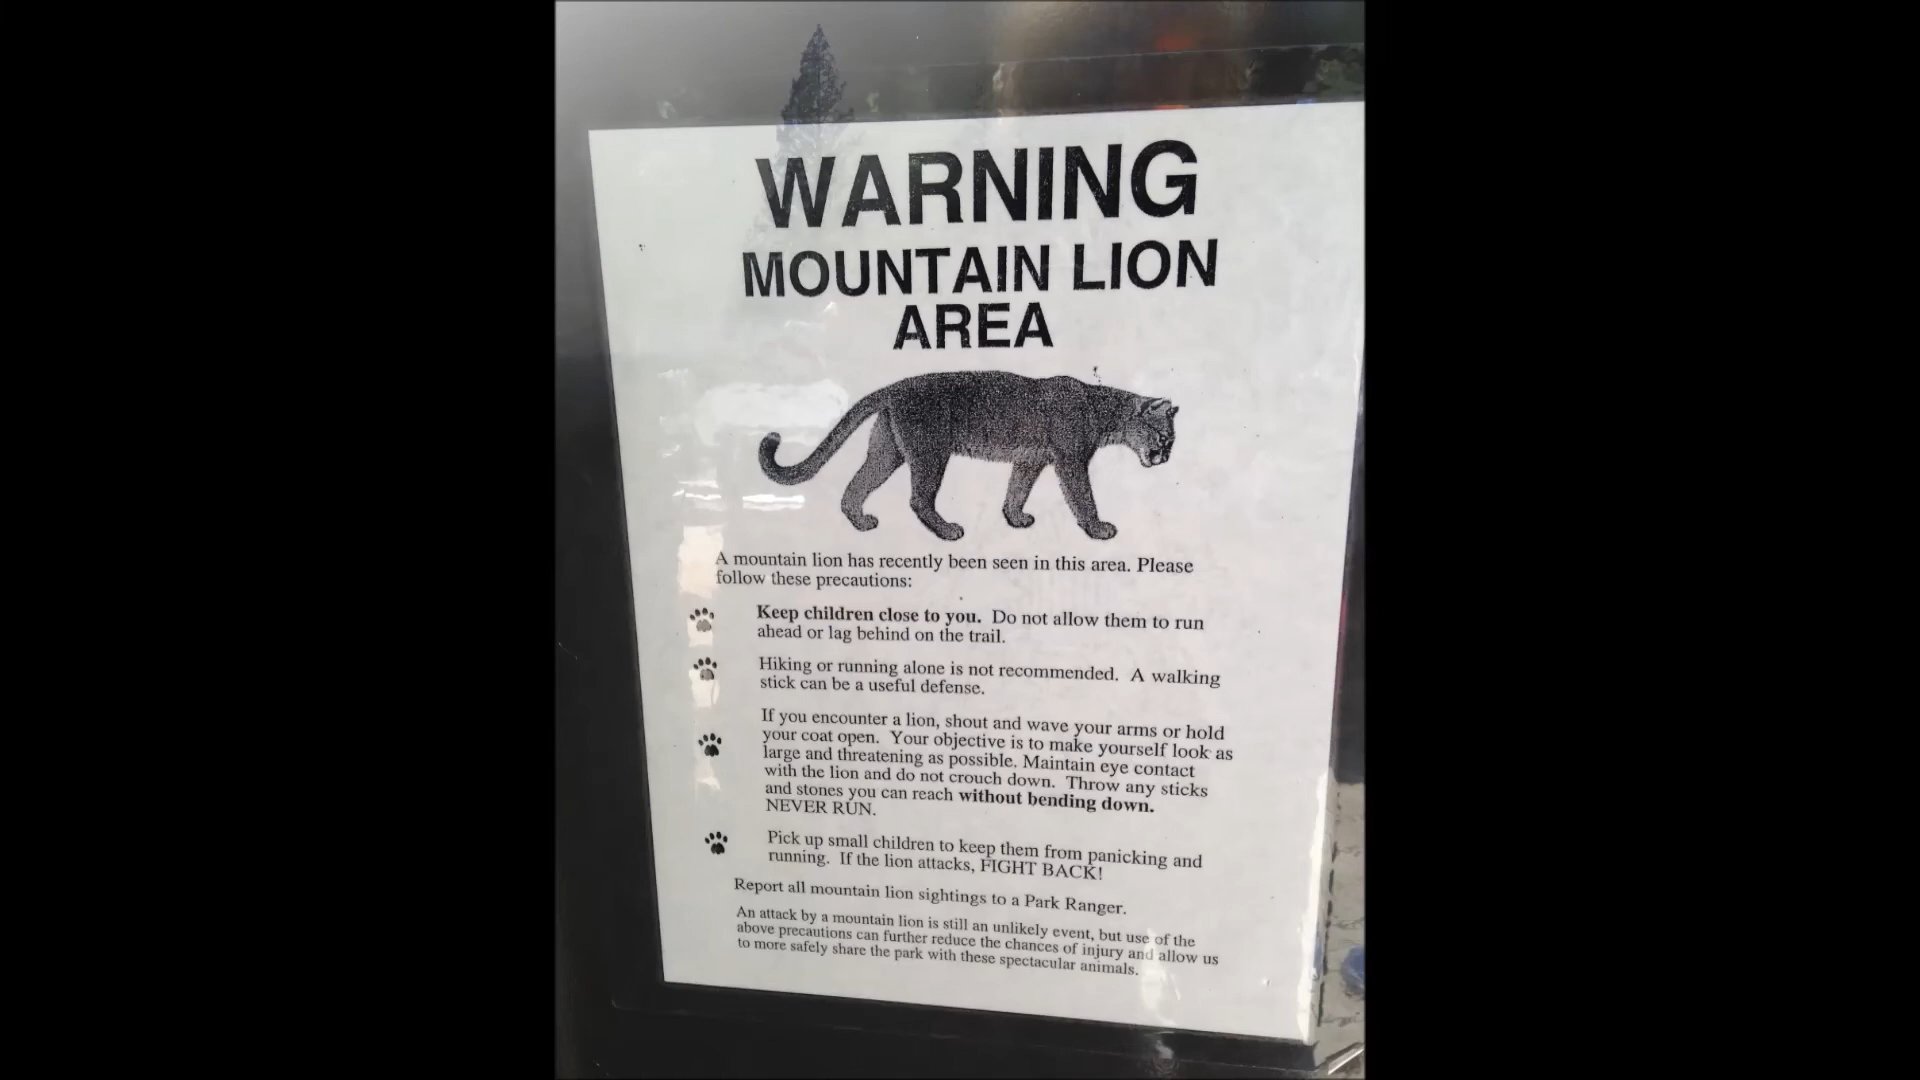 WARNING
MOUNTAIN LION
AREA
A mountain lion has recently been seen in this area. Please
follow these precautions:
Keep children close to you. Do not allow them to run
ahead or lag behind on the trail.
Hiking or running alone is not recommended. A walking
stick can be a useful defense.
If you encounter a lion, shout and wave your arms or hold
your coat open. Your objective is to make yourself look as
large and threatening as possible. Maintain eye contact
with the lion and do not crouch down. Throw any sticks
and stones you can reach without bending down.
NEVER RUN.
Pick up small children to keep them from panicking and
running. If the lion attacks, FIGHT BACK!
Report all mountain lion sightings to a Park Ranger.
An attack by a mountain lion is still an unlikely event, but use of the
above precautions can further reduce the chances of injury and allow us
to more safely share the park with these spectacular animals.